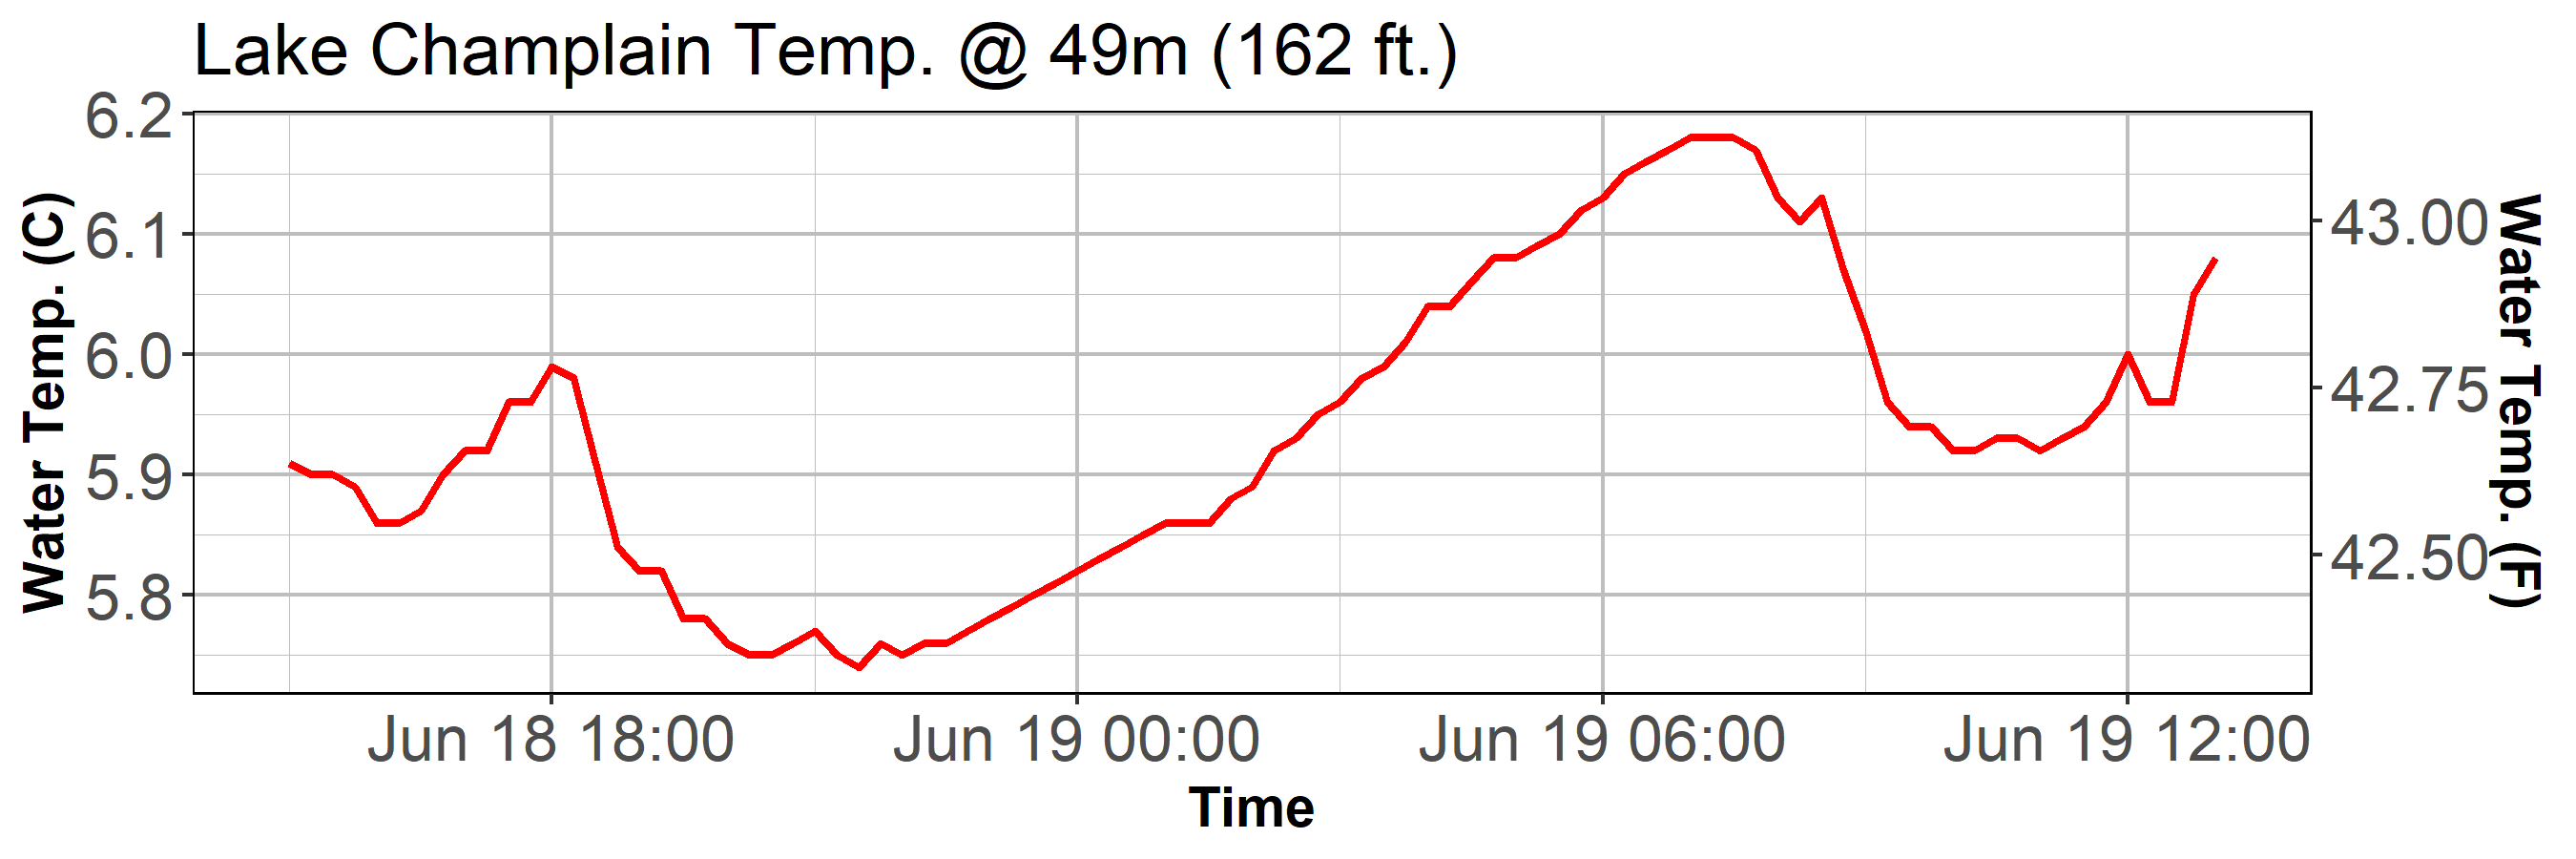 Lake Champlain Temp. @ 49m (162 ft.)
6.2
6.1
6.0
5.9
5.8
Water Temp. (C)
43.00
42.75
42.50
Water Temp. (F)
Jun 18 18:00 Jun 19 00:00 Jun 19 06:00 Jun 19 12:00
Time